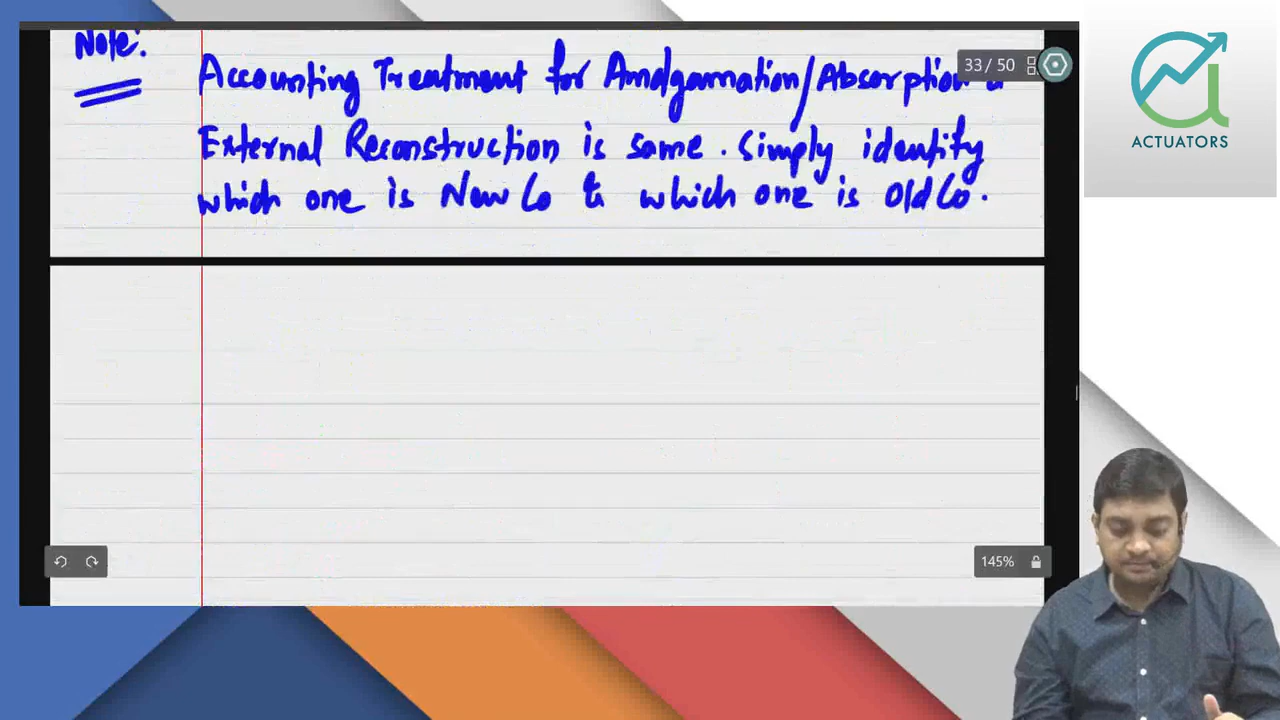 Note:
33 / 50
Accounting Treatment for Amalgamation/Absorption
External Reconstruction is same. Simply identify
which one is New Co & which one is Old Co.
ACTUATORS
145%